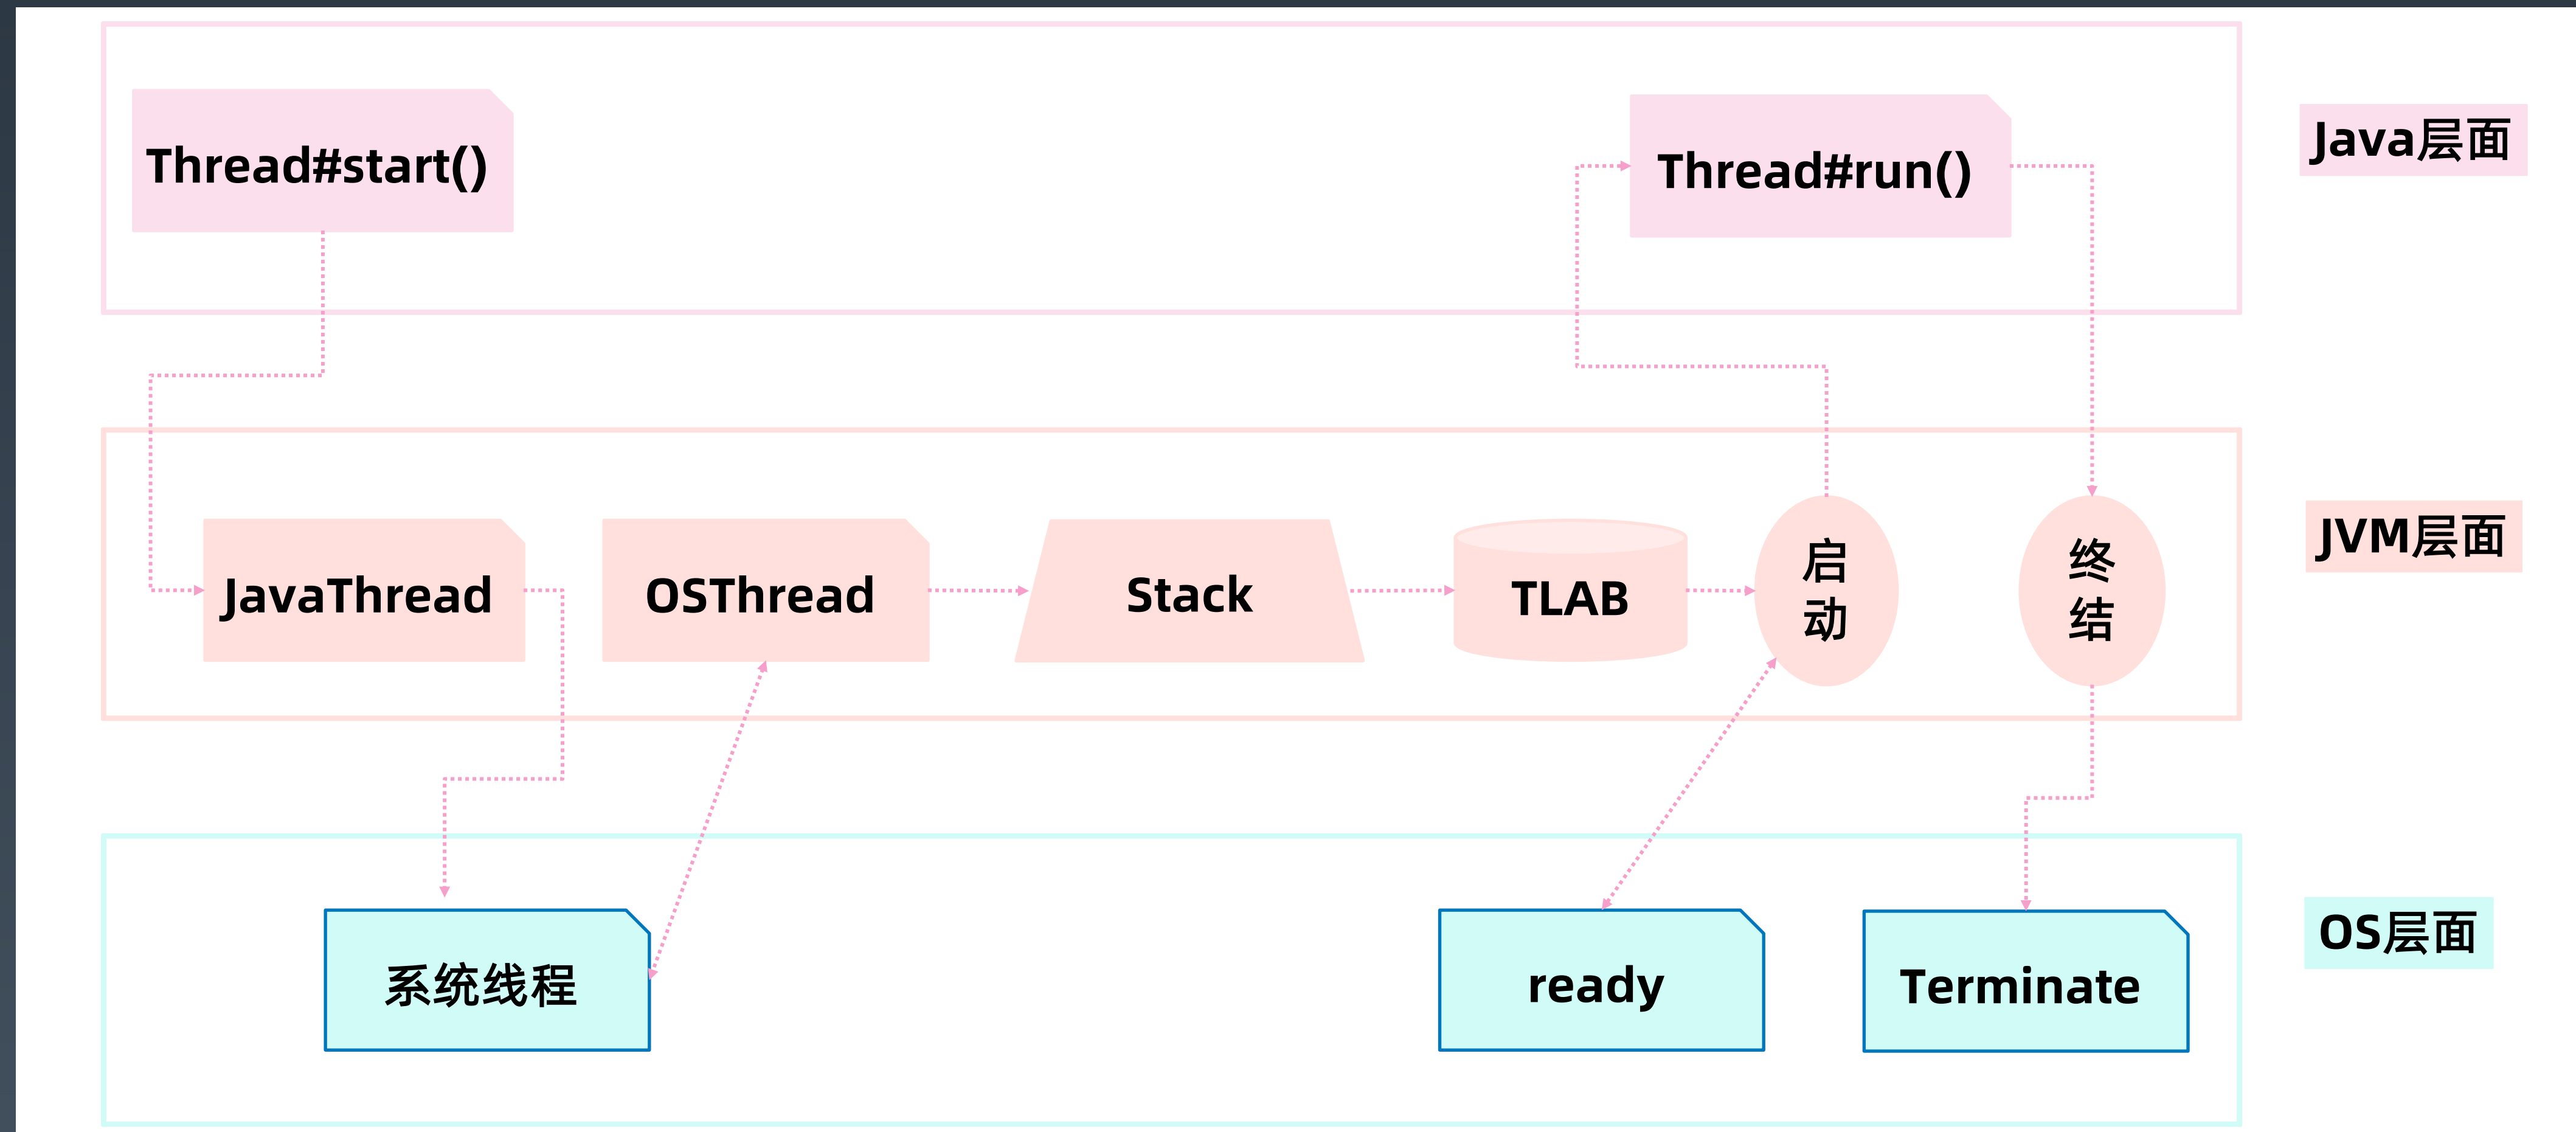 Thread#start()
Thread#run()
Java层面
JavaThread
OSThread
Stack
TLAB
启
动
终
结
JVM层面
系统线程
ready
Terminate
OS层面